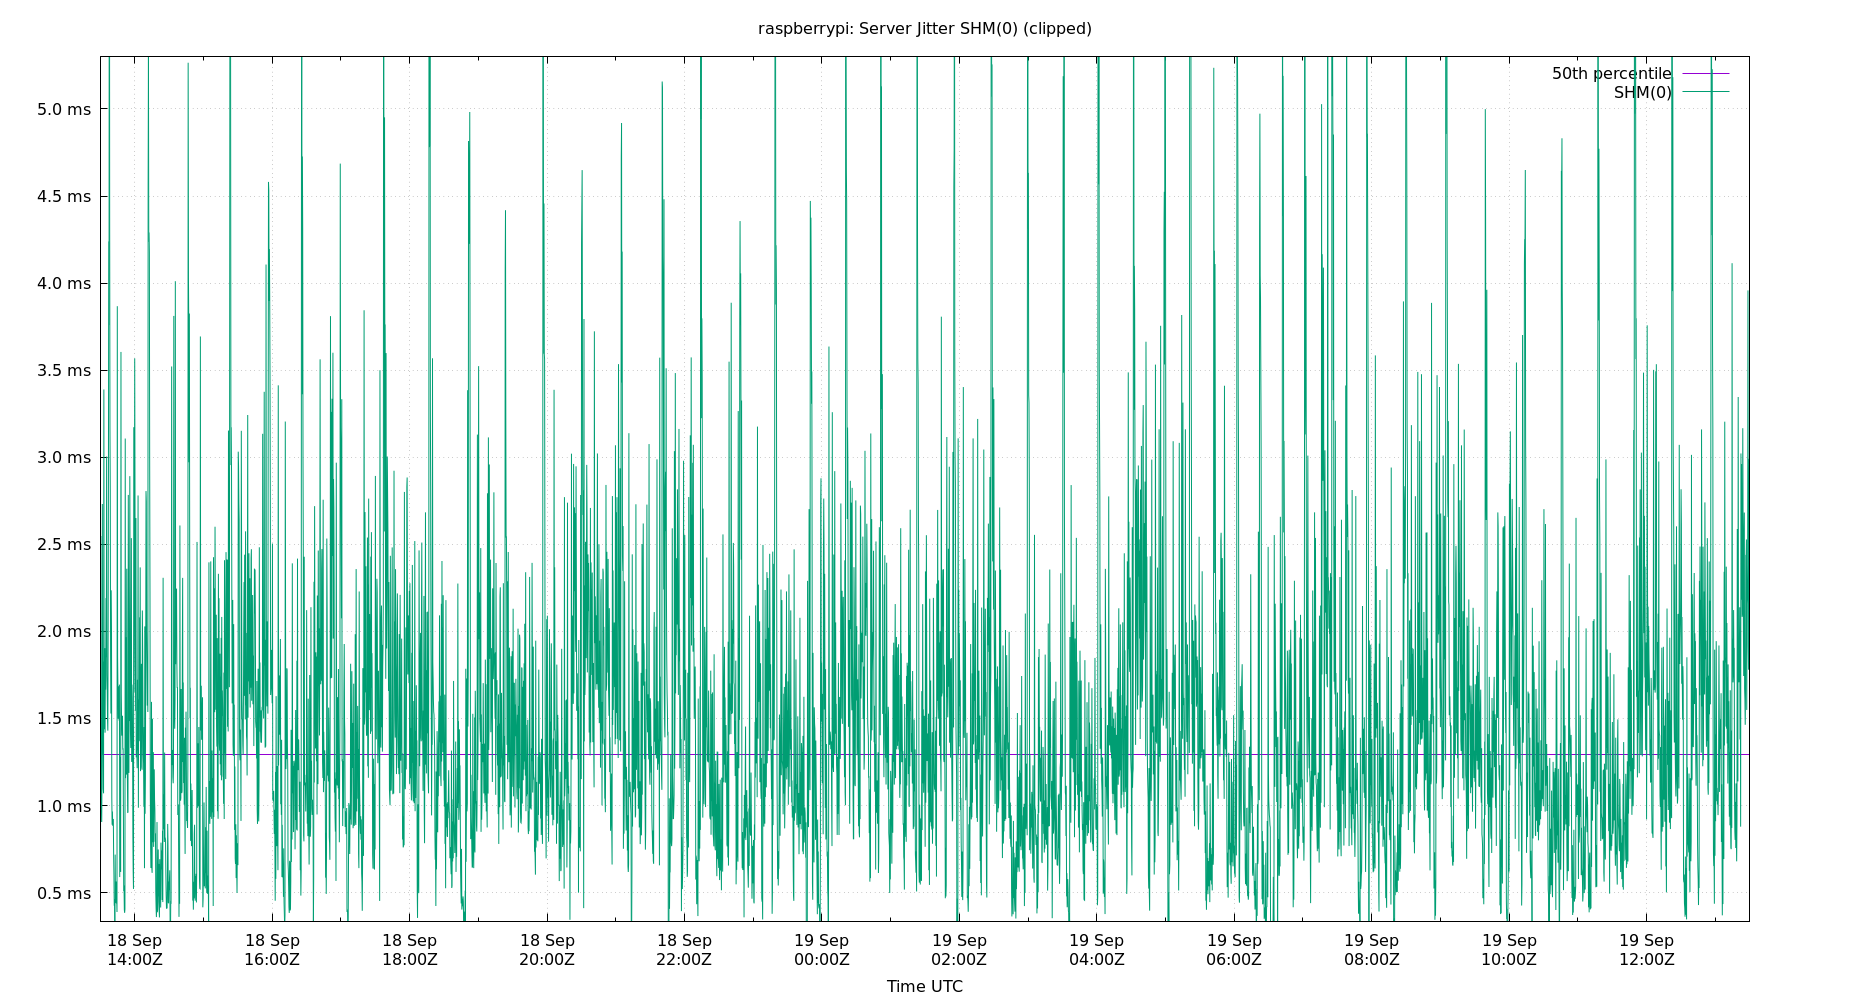 raspberrypi: Server Jitter SHM(0) (clipped)
50th percentile
SHM(0)
5.0 ms
4.5 ms
4.0 ms
3.5 ms
3.0 ms
2.5 ms
2.0 ms
1.5 ms
1.0 ms
0.5 ms
18 Sep 18 Sep 18 Sep 18 Sep 18 Sep 19 Sep 19 Sep 19 Sep 19 Sep 19 Sep 19 Sep 19 Sep
14:00Z 16:00Z 18:00Z 20:00Z 22:00Z 00:00Z 02:00Z 04:00Z 06:00Z 08:00Z 10:00Z 12:00Z
Time UTC